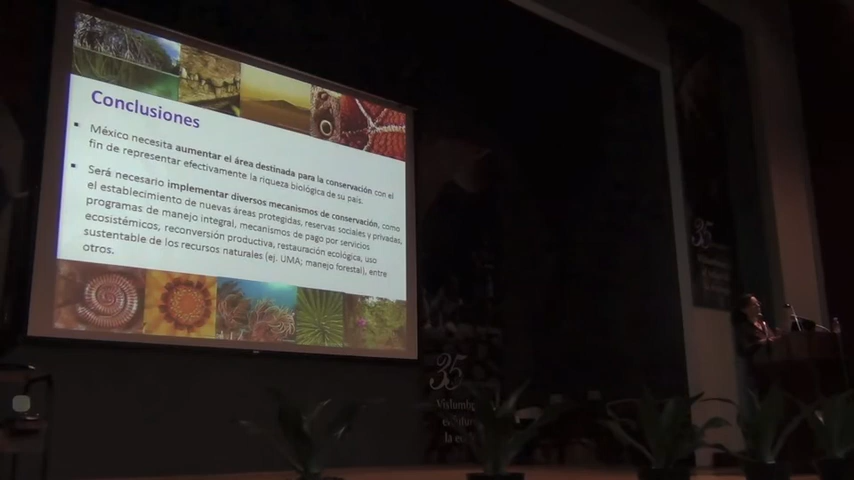 Conclusiones
▪ México necesita aumentar el área destinada para la conservación con el
fin de representar efectivamente la riqueza biológica de su país.
▪ Será necesario implementar diversos mecanismos de conservación, como
el establecimiento de nuevas áreas protegidas, reservas sociales y privadas,
programas de manejo integral, mecanismos de pago por servicios
ecosistémicos, reconversión productiva, restauración ecológica, uso
sustentable de los recursos naturales (ej. UMA; manejo forestal), entre
otros.
35
35